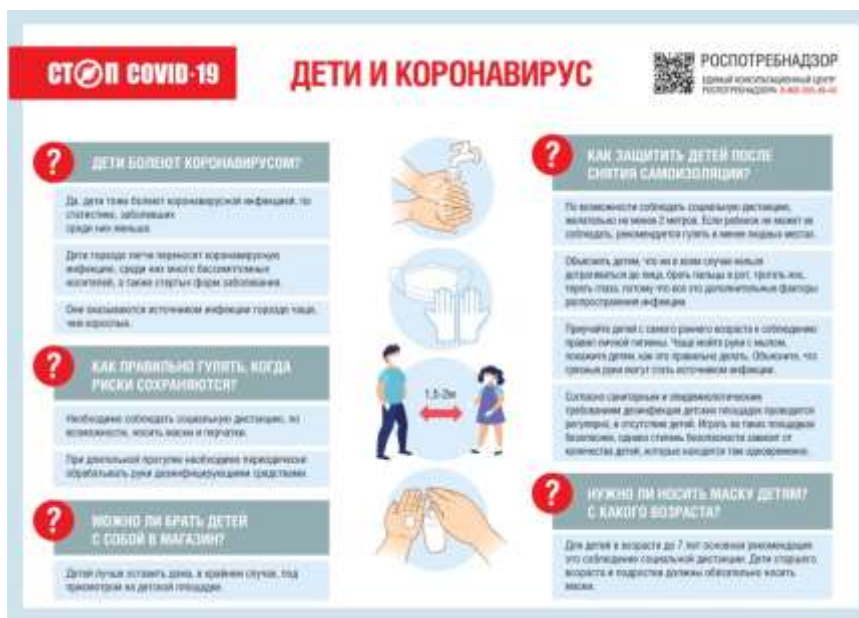 СТОП COVID-19
ДЕТИ И КОРОНАВИРУС
РОСПОТРЕБНАДЗОР
ЕДИНЫЙ КОНСУЛЬТАЦИОННЫЙ ЦЕНТР
РОСПОТРЕБНАДЗОРА 8-800-555-49-43
?
ДЕТИ БОЛЕЮТ КОРОНАВИРУСОМ?
Да, дети тоже болеют коронавирусной инфекцией, по
статистике, заболевших
среди них меньше.
Дети гораздо легче переносят коронавирусную
инфекцию, среди них много бессимптомных
носителей, а также стертых форм заболевания.
Они оказываются источником инфекции гораздо чаще,
чем взрослые.
?
КАК ПРАВИЛЬНО ГУЛЯТЬ, КОГДА
РИСКИ СОХРАНЯЮТСЯ?
Необходимо соблюдать социальную дистанцию, по
возможности, носить маски и перчатки.
При длительной прогулке необходимо периодически
обрабатывать руки дезинфицирующими средствами.
?
МОЖНО ЛИ БРАТЬ ДЕТЕЙ
С СОБОЙ В МАГАЗИН?
Детей лучше оставить дома, в крайнем случае, под
присмотром на детской площадке.
1,5-2м
?
КАК ЗАЩИТИТЬ ДЕТЕЙ ПОСЛЕ
СНЯТИЯ САМОИЗОЛЯЦИИ?
По возможности соблюдать социальную дистанцию,
желательно не менее 2 метров. Если ребенок не может ее
соблюдать, рекомендуется гулять в менее людных местах.
Объяснить детям, что ни в коем случае нельзя
дотрагиваться до лица, брать пальцы в рот, трогать нос,
тереть глаза, потому что все это дополнительные факторы
распространения инфекции.
Приучайте детей с самого раннего возраста к соблюдению
правил личной гигиены. Чаще мойте руки с мылом,
покажите детям, как это правильно делать. Объясните, что
грязные руки могут стать источником инфекции.
Согласно санитарным и эпидемиологическим
требованиям дезинфекция детских площадок проводится
регулярно, в отсутствие детей. Играть на таких площадках
безопасно, однако степень безопасности зависит от
количества детей, которые находятся там одновременно.
?
НУЖНО ЛИ НОСИТЬ МАСКУ ДЕТЯМ?
С КАКОГО ВОЗРАСТА?
Для детей в возрасте до 7 лет основная рекомендация
это соблюдение социальной дистанции. Дети старшего
возраста и подростки должны обязательно носить
маски.